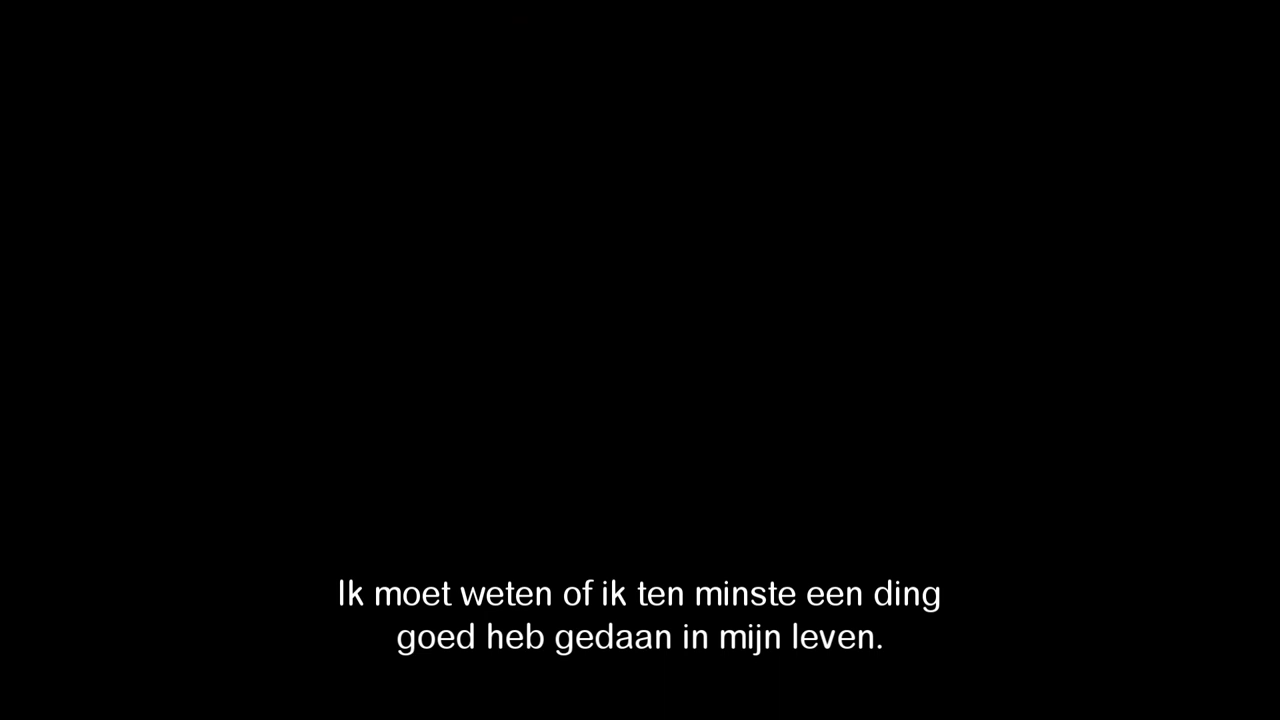 Ik moet weten of ik ten minste een ding
goed heb gedaan in mijn leven.